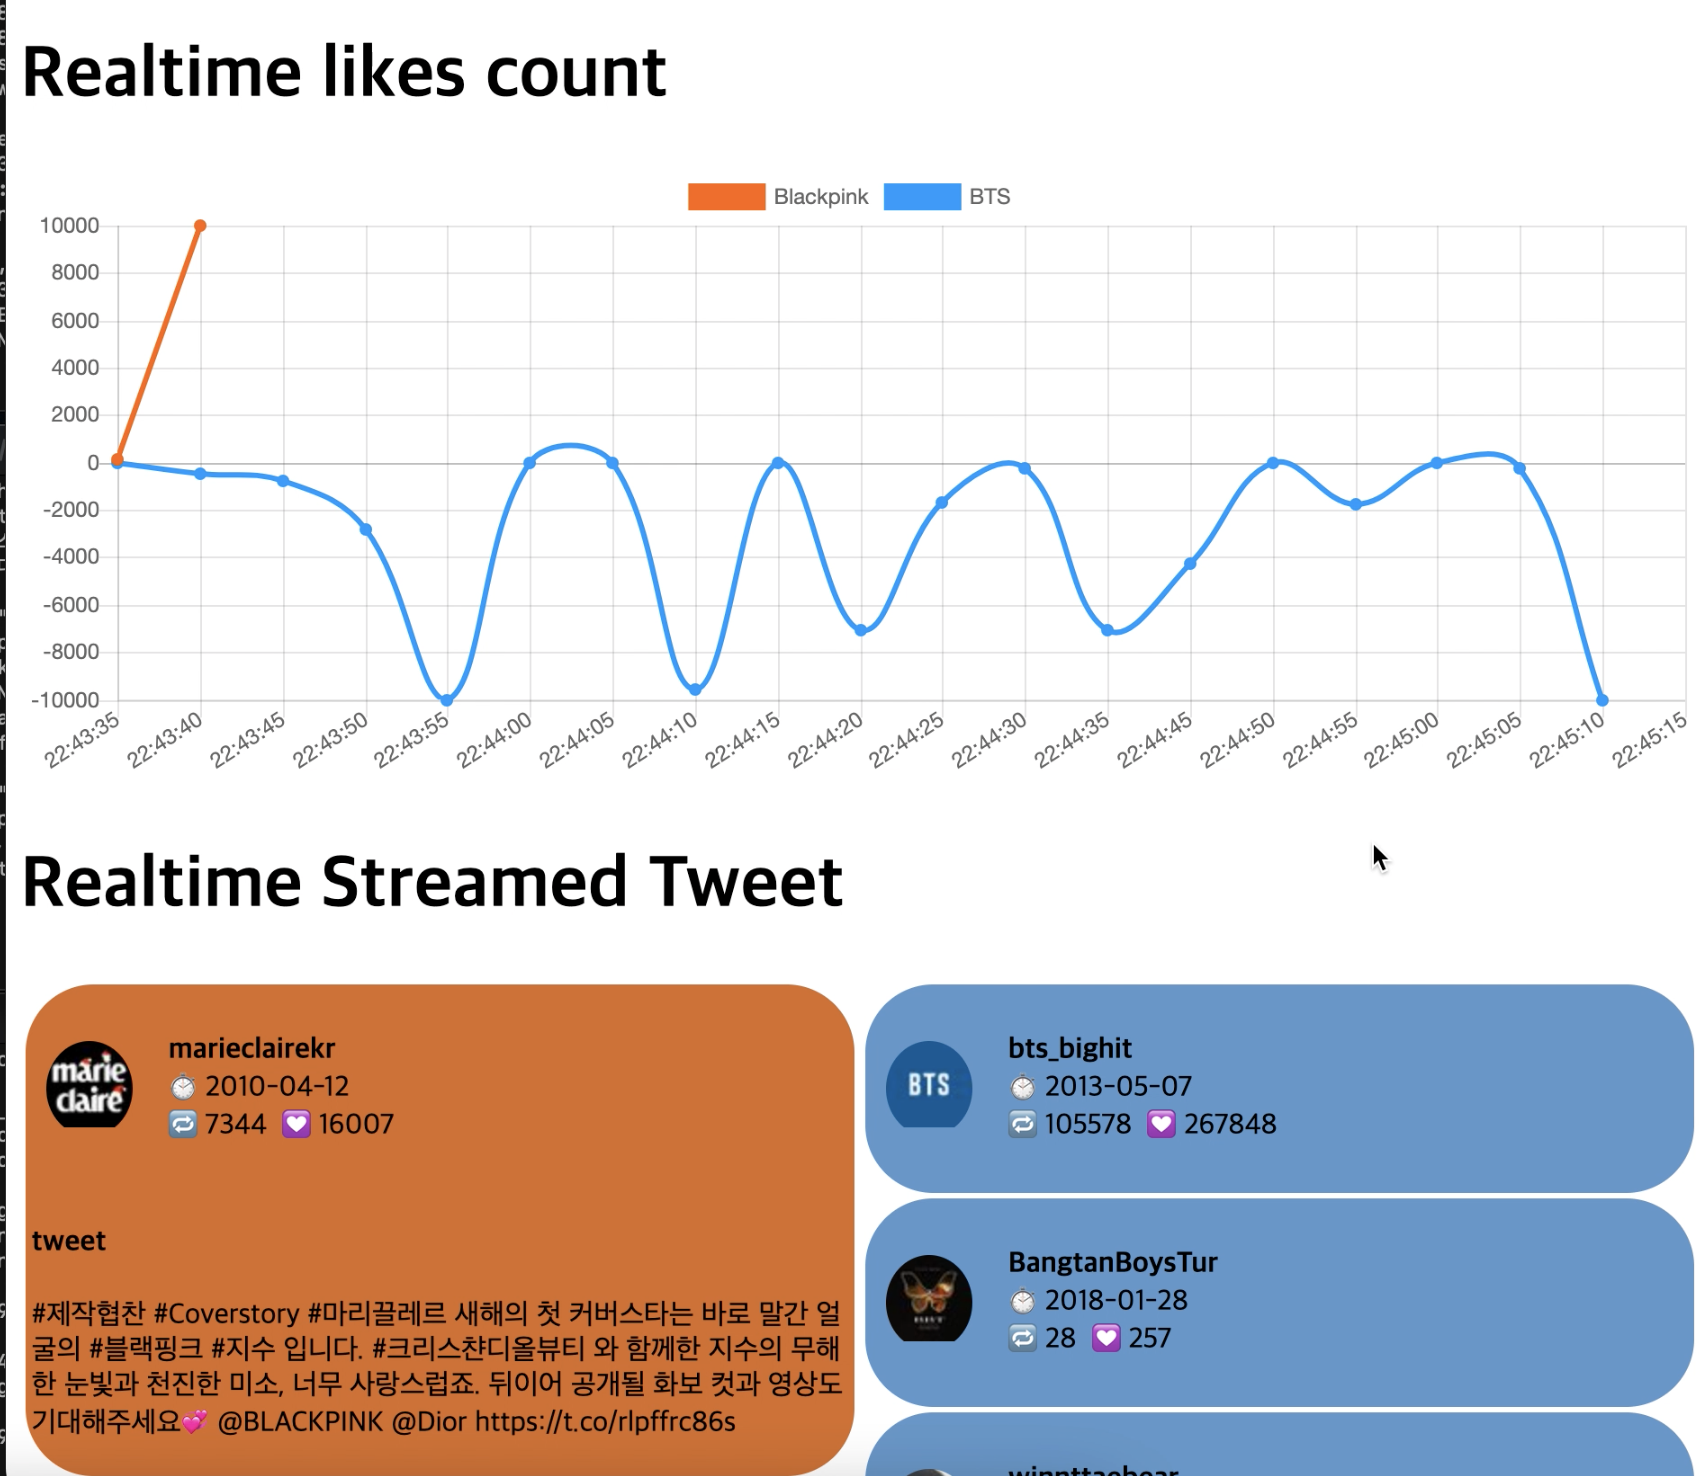 Realtime likes count
Blackpink BTS
10000
8000
6000
4000
2000
0
-2000
-4000
-6000
-8000
-10000
22:43:35 22:43:40 22:43:45 22:43:50 22:43:55 22:44:00 22:44:05 22:44:10 22:44:15 22:44:20 22:44:25 22:44:30 22:44:35 22:44:45 22:44:50 22:44:55 22:45:00 22:45:05 22:45:10 22:45:15
Realtime Streamed Tweet
marie claire
marieclairekr
2010-04-12
7344 16007
tweet
#제작협찬 #Coverstory #마리끌레르 새해의 첫 커버스타는 바로 말간 얼
굴의 #블랙핑크 #지수 입니다. #크리스챤디올뷰티 와 함께한 지수의 무해
한 눈빛과 천진한 미소, 너무 사랑스럽죠. 뒤이어 공개될 화보 컷과 영상도
기대해주세요💕 @BLACKPINK @Dior https://t.co/rlpffrc86s
BTS
bts_bighit
2013-05-07
105578 267848
BangtanBoysTur
2018-01-28
28 257